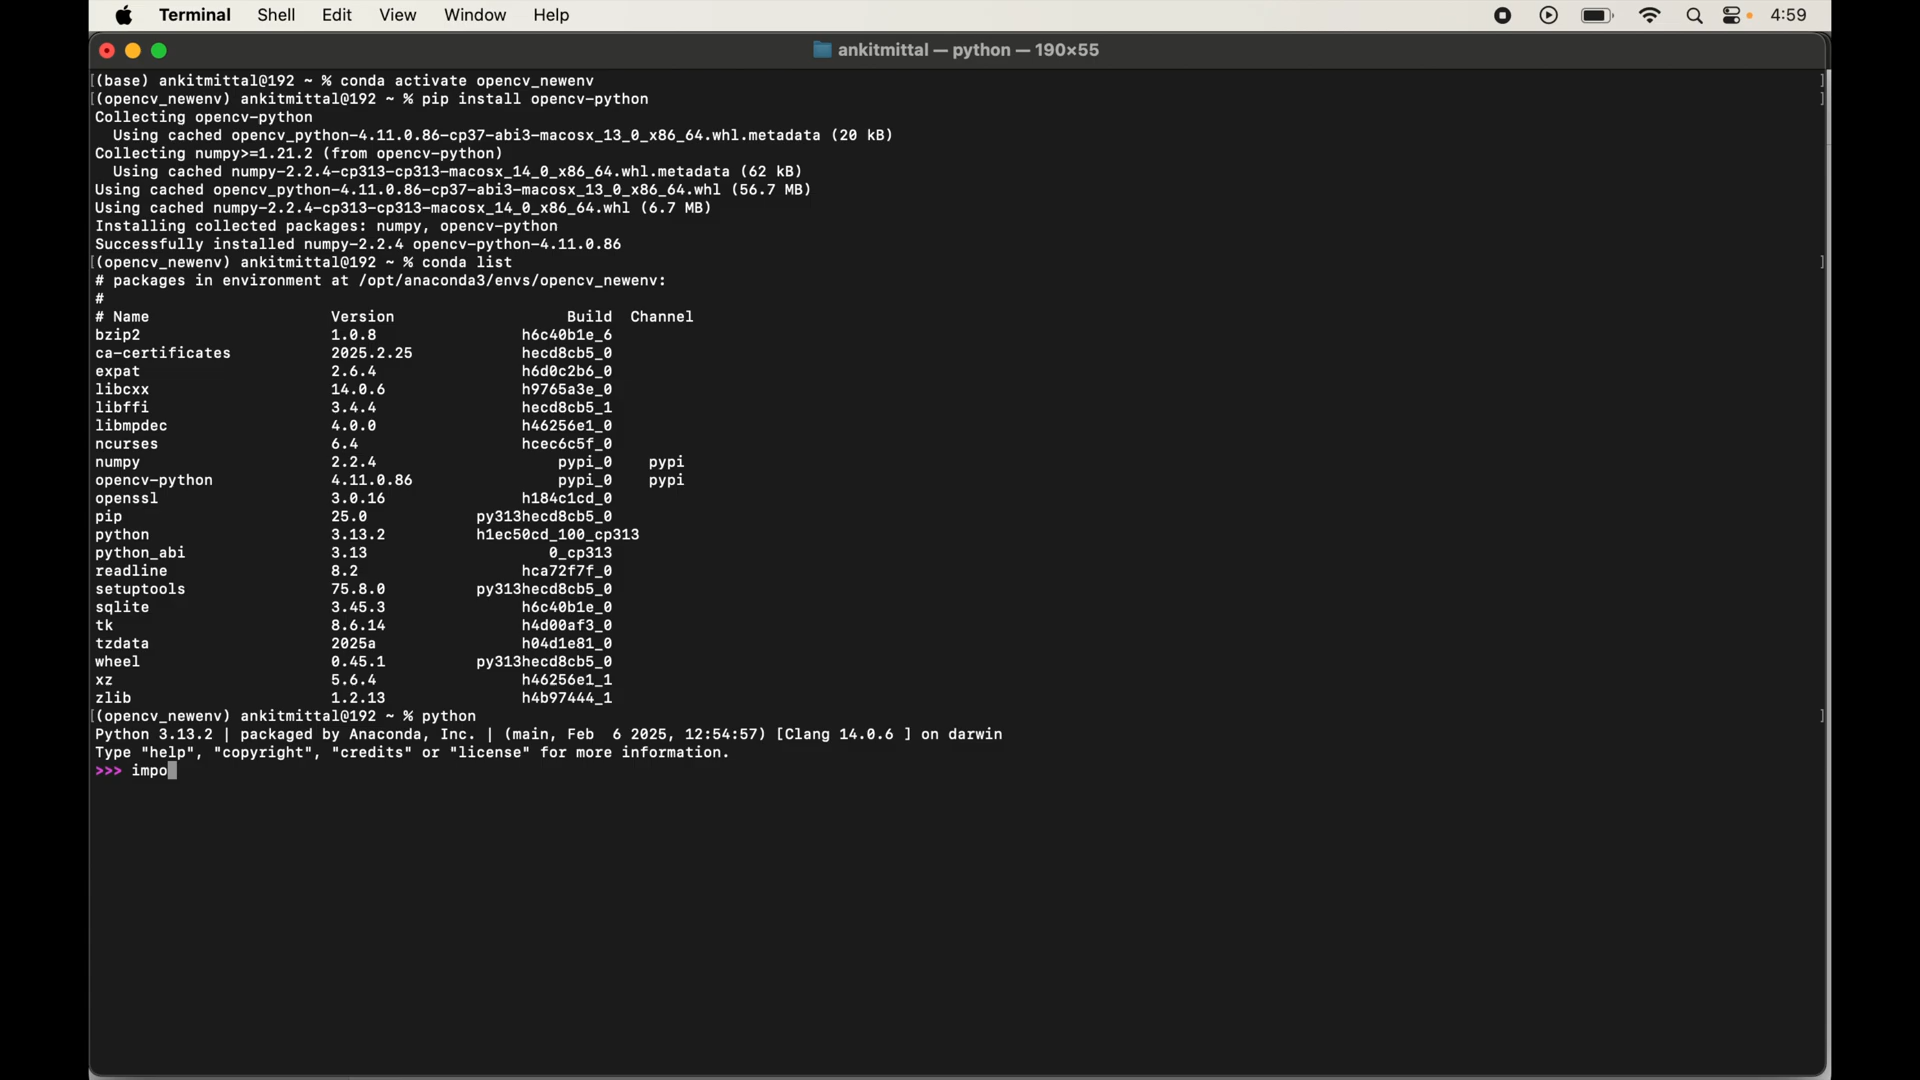 Terminal Shell Edit View Window Help 4:59
ankitmittal — python — 190×55
[(base) ankitmittal@192 ~ % conda activate opencv_newenv ]
[(opencv_newenv) ankitmittal@192 ~ % pip install opencv-python ]
Collecting opencv-python
  Using cached opencv_python-4.11.0.86-cp37-abi3-macosx_13_0_x86_64.whl.metadata (20 kB)
Collecting numpy>=1.21.2 (from opencv-python)
  Using cached numpy-2.2.4-cp313-cp313-macosx_14_0_x86_64.whl.metadata (62 kB)
Using cached opencv_python-4.11.0.86-cp37-abi3-macosx_13_0_x86_64.whl (56.7 MB)
Using cached numpy-2.2.4-cp313-cp313-macosx_14_0_x86_64.whl (6.7 MB)
Installing collected packages: numpy, opencv-python
Successfully installed numpy-2.2.4 opencv-python-4.11.0.86
[(opencv_newenv) ankitmittal@192 ~ % conda list ]
# packages in environment at /opt/anaconda3/envs/opencv_newenv:
#
# Name Version Build Channel
bzip2 1.0.8 h6c40b1e_6
ca-certificates 2025.2.25 hecd8cb5_0
expat 2.6.4 h6d0c2b6_0
libcxx 14.0.6 h9765a3e_0
libffi 3.4.4 hecd8cb5_1
libmpdec 4.0.0 h46256e1_0
ncurses 6.4 hcec6c5f_0
numpy 2.2.4 pypi_0 pypi
opencv-python 4.11.0.86 pypi_0 pypi
openssl 3.0.16 h184c1cd_0
pip 25.0 py313hecd8cb5_0
python 3.13.2 h1ec50cd_100_cp313
python_abi 3.13 0_cp313
readline 8.2 hca72f7f_0
setuptools 75.8.0 py313hecd8cb5_0
sqlite 3.45.3 h6c40b1e_0
tk 8.6.14 h4d00af3_0
tzdata 2025a h04d1e81_0
wheel 0.45.1 py313hecd8cb5_0
xz 5.6.4 h46256e1_1
zlib 1.2.13 h4b97444_1
[(opencv_newenv) ankitmittal@192 ~ % python ]
Python 3.13.2 | packaged by Anaconda, Inc. | (main, Feb  6 2025, 12:54:57) [Clang 14.0.6 ] on darwin
Type "help", "copyright", "credits" or "license" for more information.
>>> impo